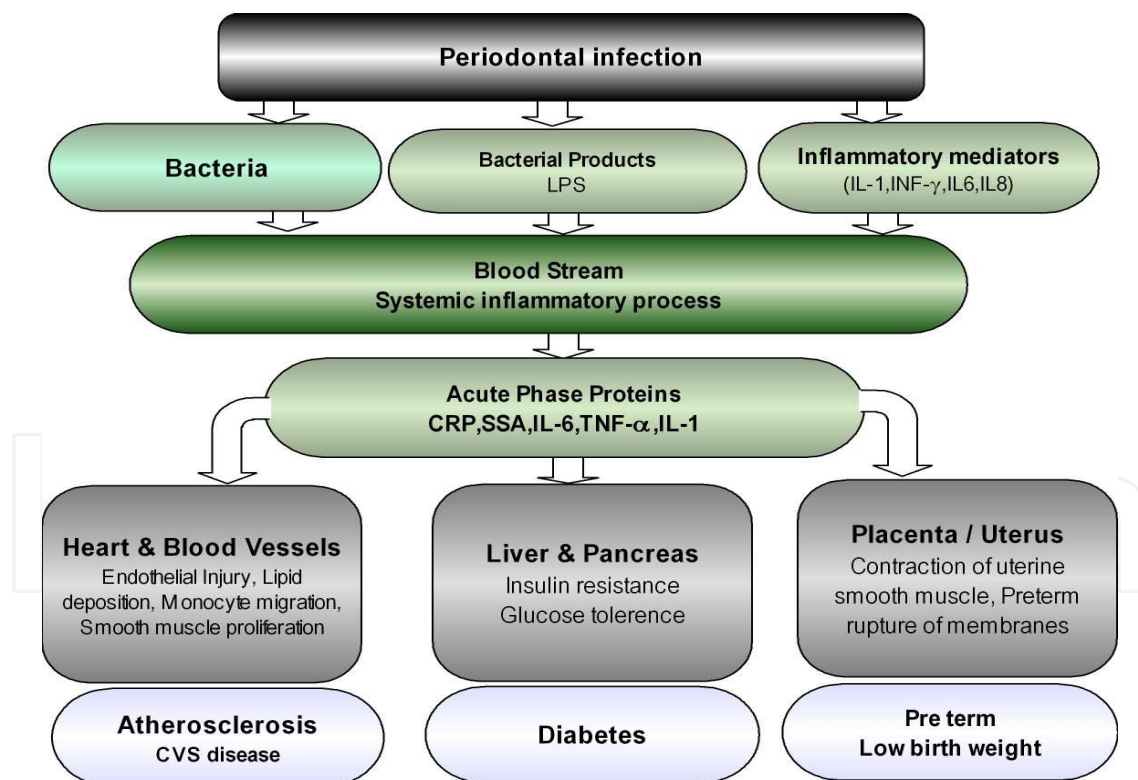 Periodontal infection
Bacteria
Bacterial Products
LPS
Inflammatory mediators
(IL-1,INF-γ,IL6,IL8)
Blood Stream
Systemic inflammatory process
Acute Phase Proteins
CRP,SSA,IL-6,TNF-α,IL-1
Heart & Blood Vessels
Endothelial Injury, Lipid
deposition, Monocyte migration,
Smooth muscle proliferation
Liver & Pancreas
Insulin resistance
Glucose tolerence
Placenta / Uterus
Contraction of uterine
smooth muscle, Preterm
rupture of membranes
Atherosclerosis
CVS disease
Diabetes
Pre term
Low birth weight